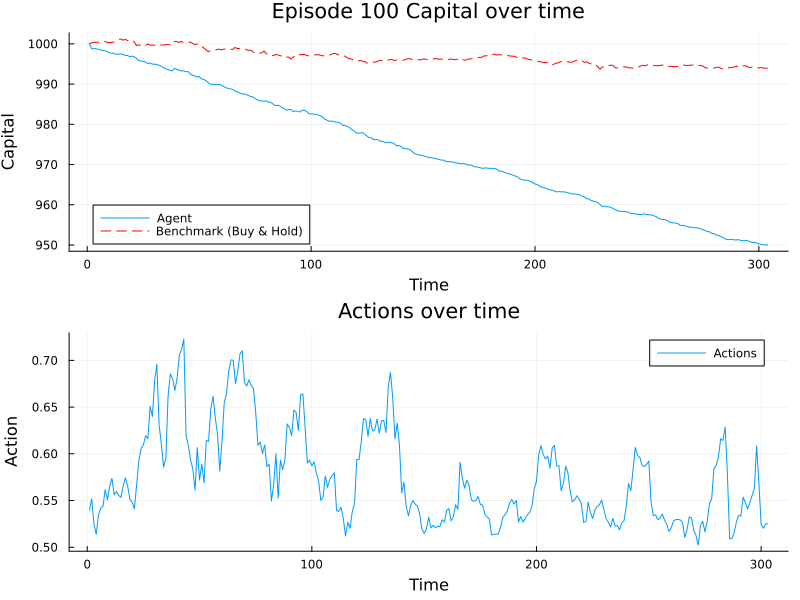 Episode 100 Capital over time
1000
990
980
970
960
950
Capital
Agent
Benchmark (Buy & Hold)
0
100
200
300
Time
Actions over time
0.70
0.65
0.60
0.55
0.50
Action
Actions
0
100
200
300
Time